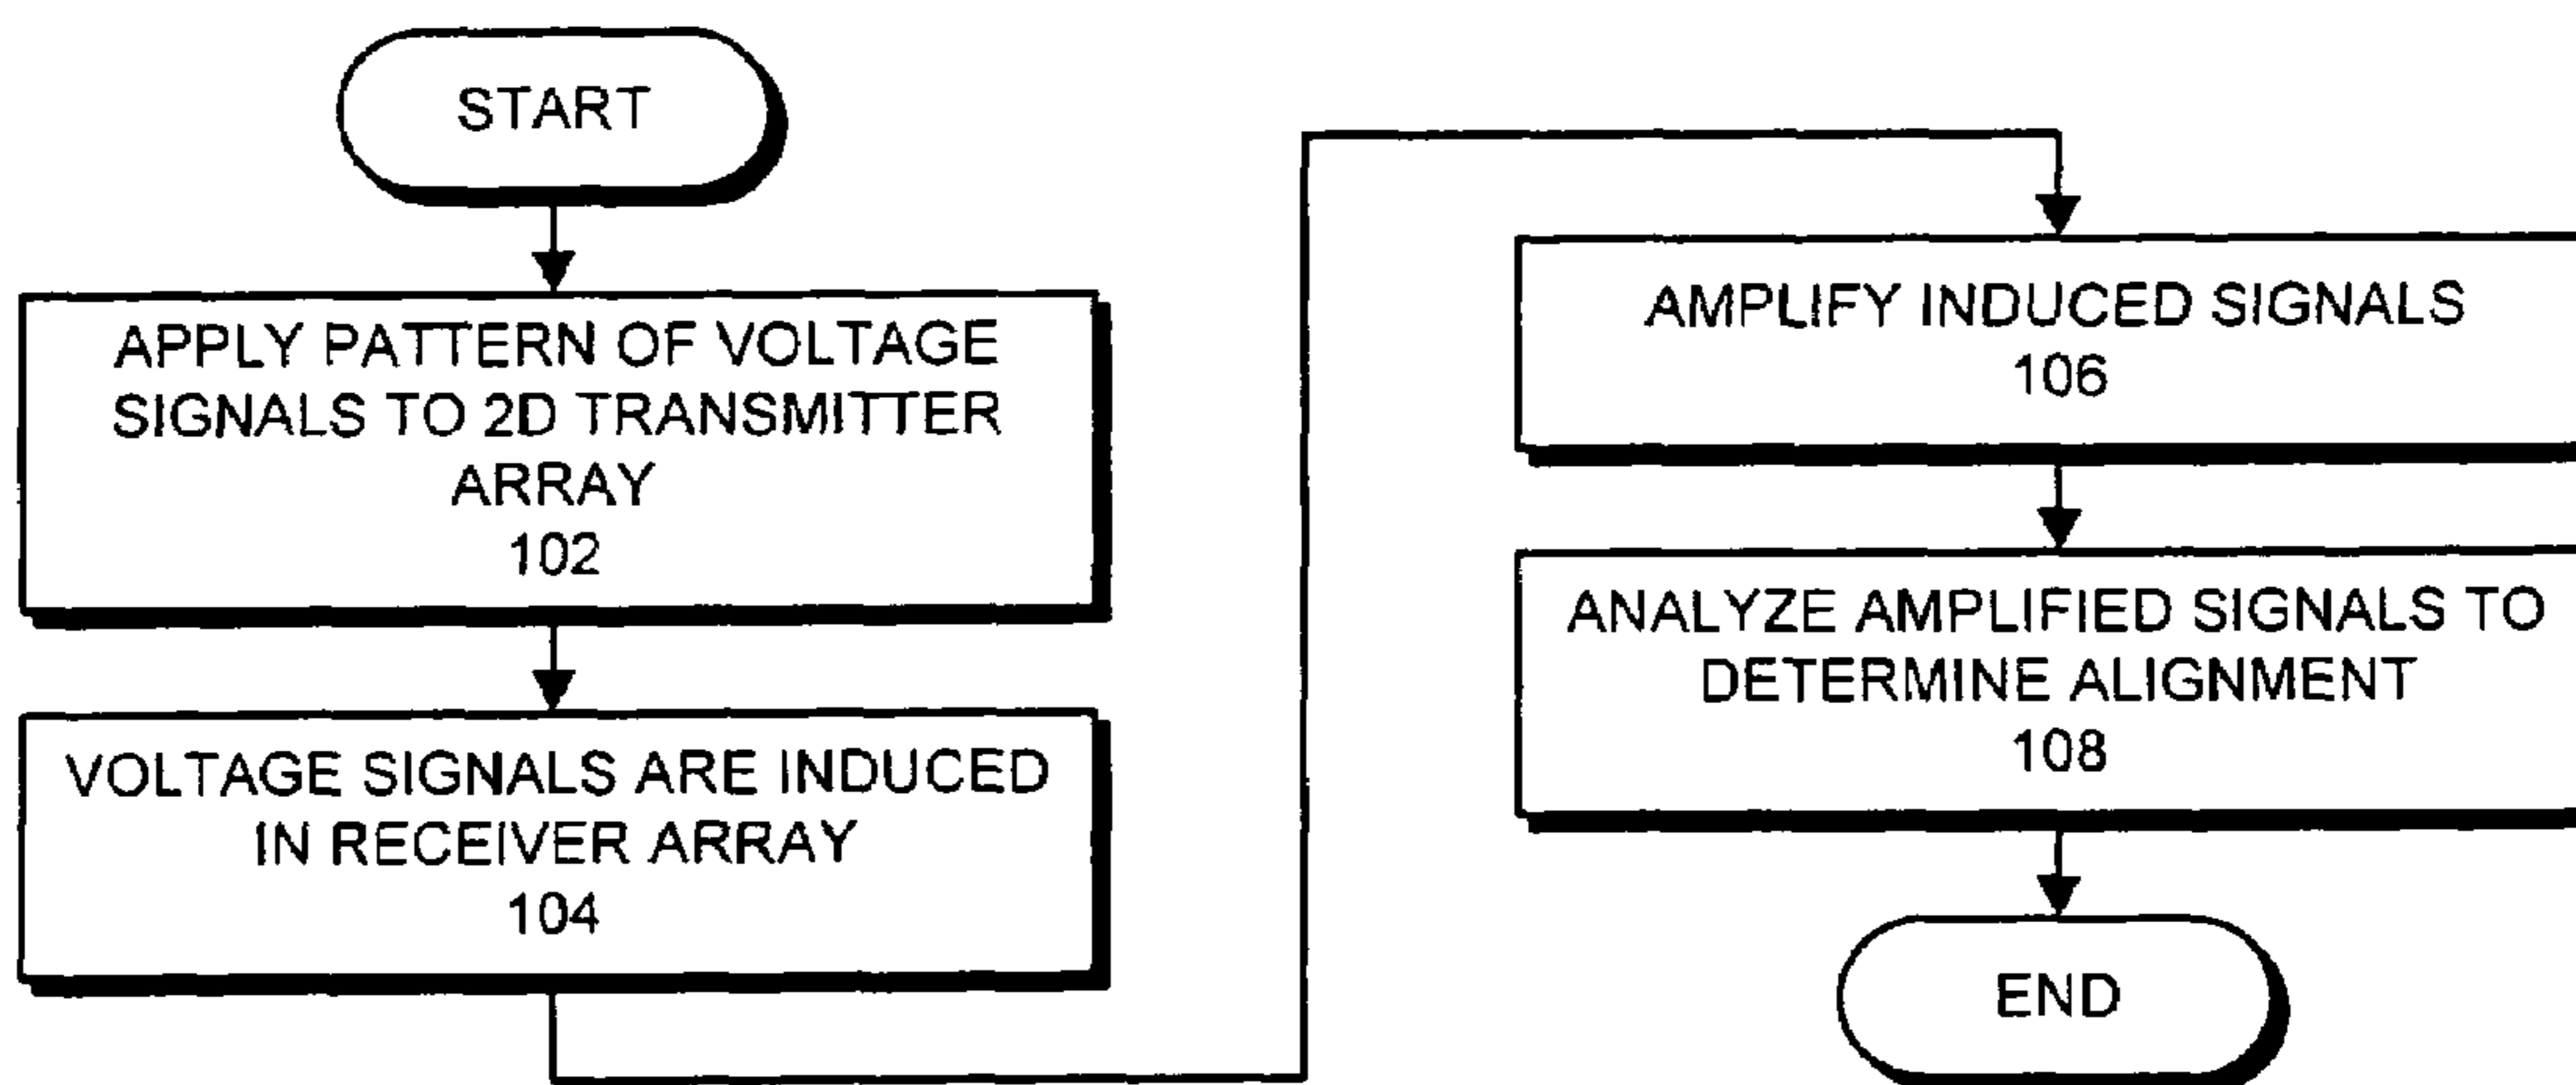 START
APPLY PATTERN OF VOLTAGE
SIGNALS TO 2D TRANSMITTER
ARRAY
102
VOLTAGE SIGNALS ARE INDUCED
IN RECEIVER ARRAY
104
AMPLIFY INDUCED SIGNALS
106
ANALYZE AMPLIFIED SIGNALS TO
DETERMINE ALIGNMENT
108
END